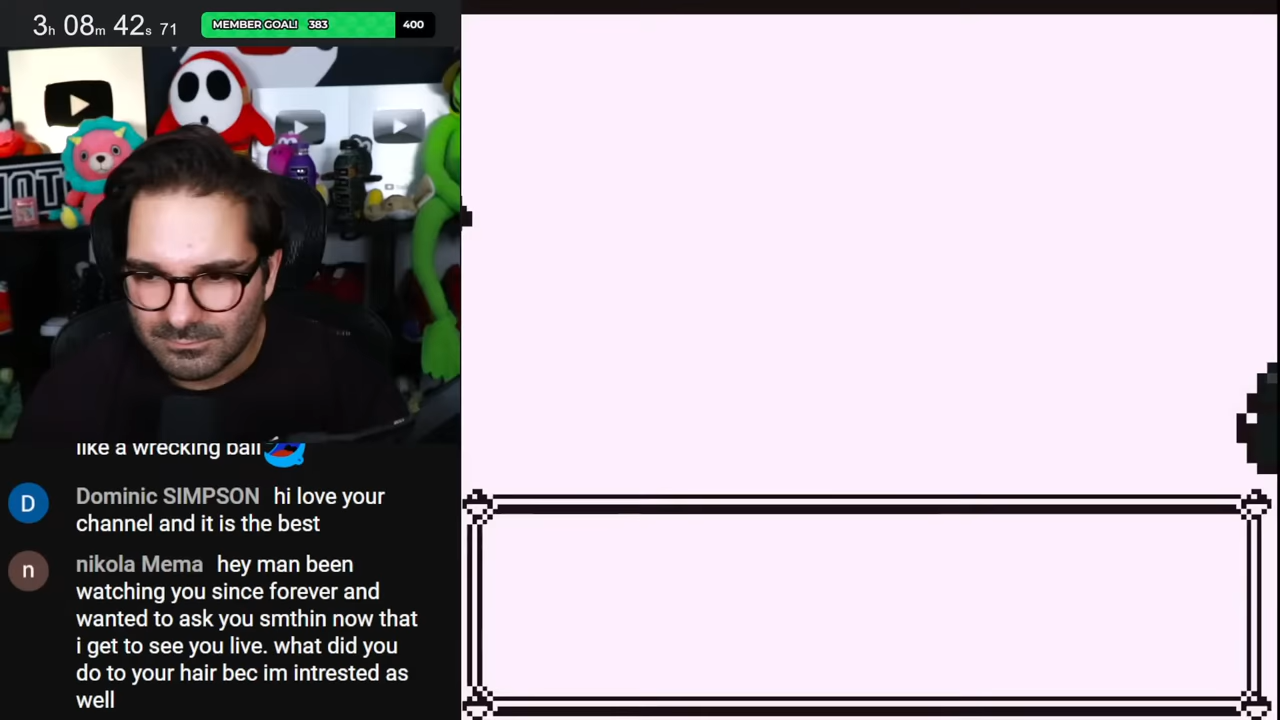 3h 08m 42s 71
MEMBER GOAL! 383 400
like a wrecking ball
D Dominic SIMPSON hi love your
channel and it is the best
n nikola Mema hey man been
watching you since forever and
wanted to ask you smthin now that
i get to see you live. what did you
do to your hair bec im intrested as
well